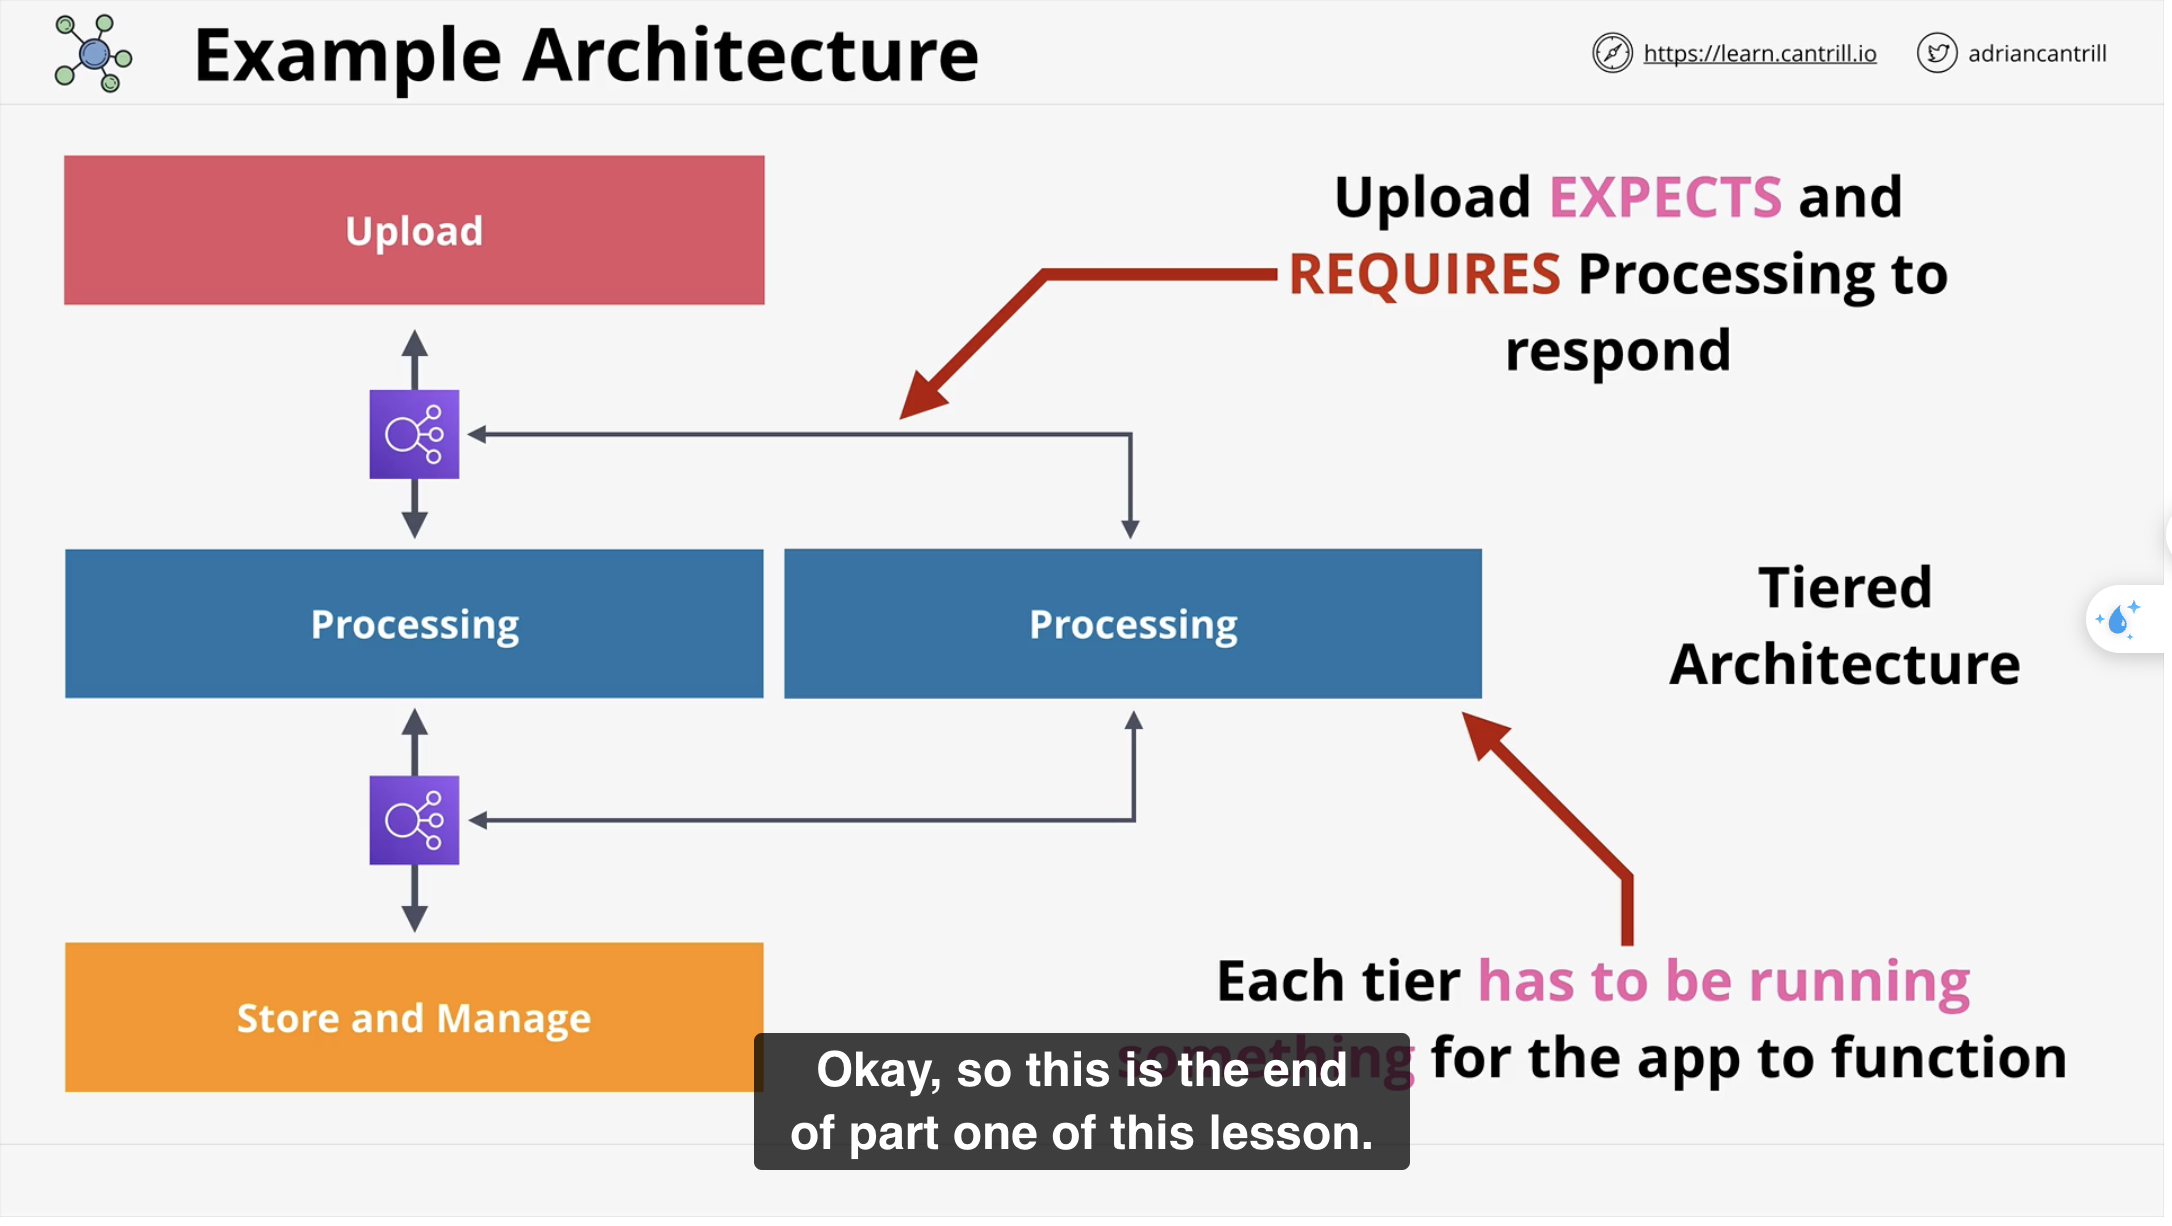 Example Architecture
https://learn.cantrill.io
adriancantrill
Upload
Upload EXPECTS and
REQUIRES Processing to
respond
Processing
Processing
Tiered
Architecture
Store and Manage
Each tier has to be running
something for the app to function
Okay, so this is the end
of part one of this lesson.